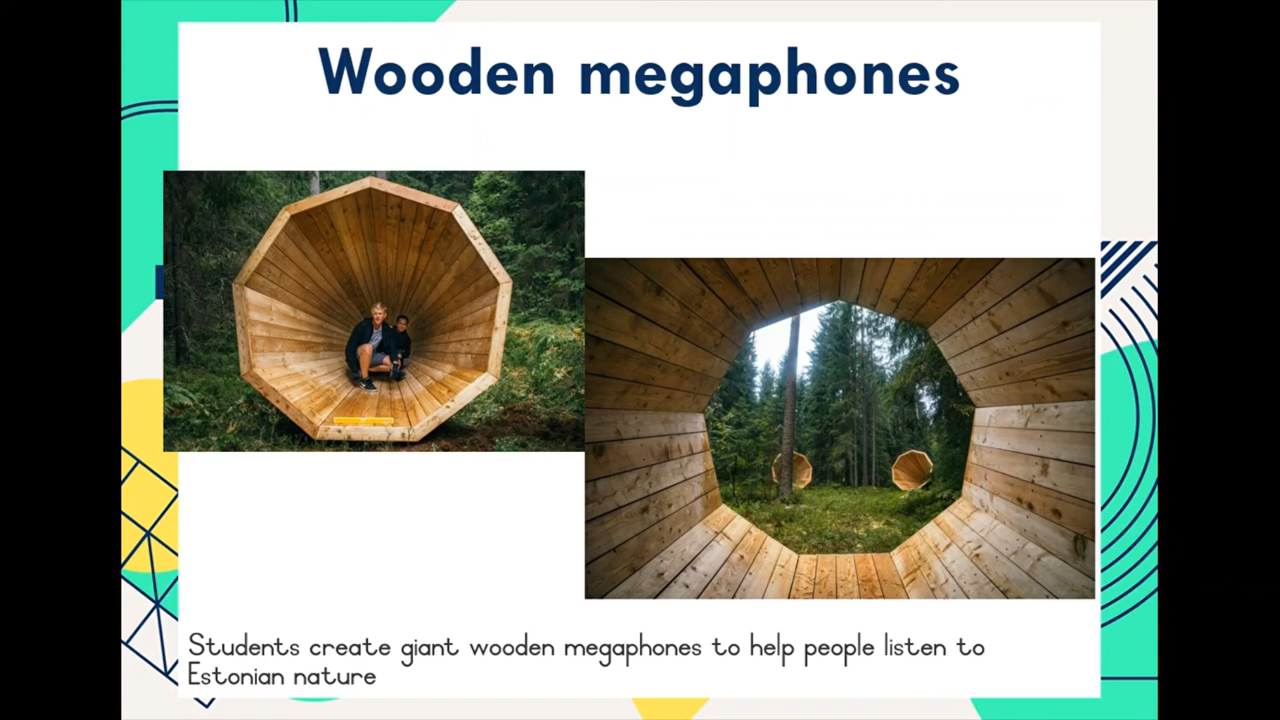 Wooden megaphones
Students create giant wooden megaphones to help people listen to
Estonian nature